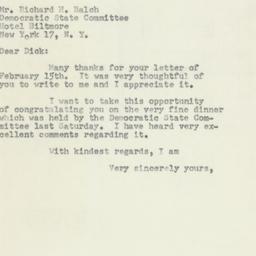 Mr. Richard H. Balch
Democratic State Committee
Hotel Biltmore
New York 17, N. Y.
Dear Dick:
Many thanks for your letter of
February 15th. It was very thoughtful of
you to write to me and I appreciate it.
I want to take this opportunity
of congratulating you on the very fine dinner
which was held by the Democratic State Com-
mittee last Saturday. I have heard very ex-
cellent comments regarding it.
With kindest regards, I am
Very sincerely yours,